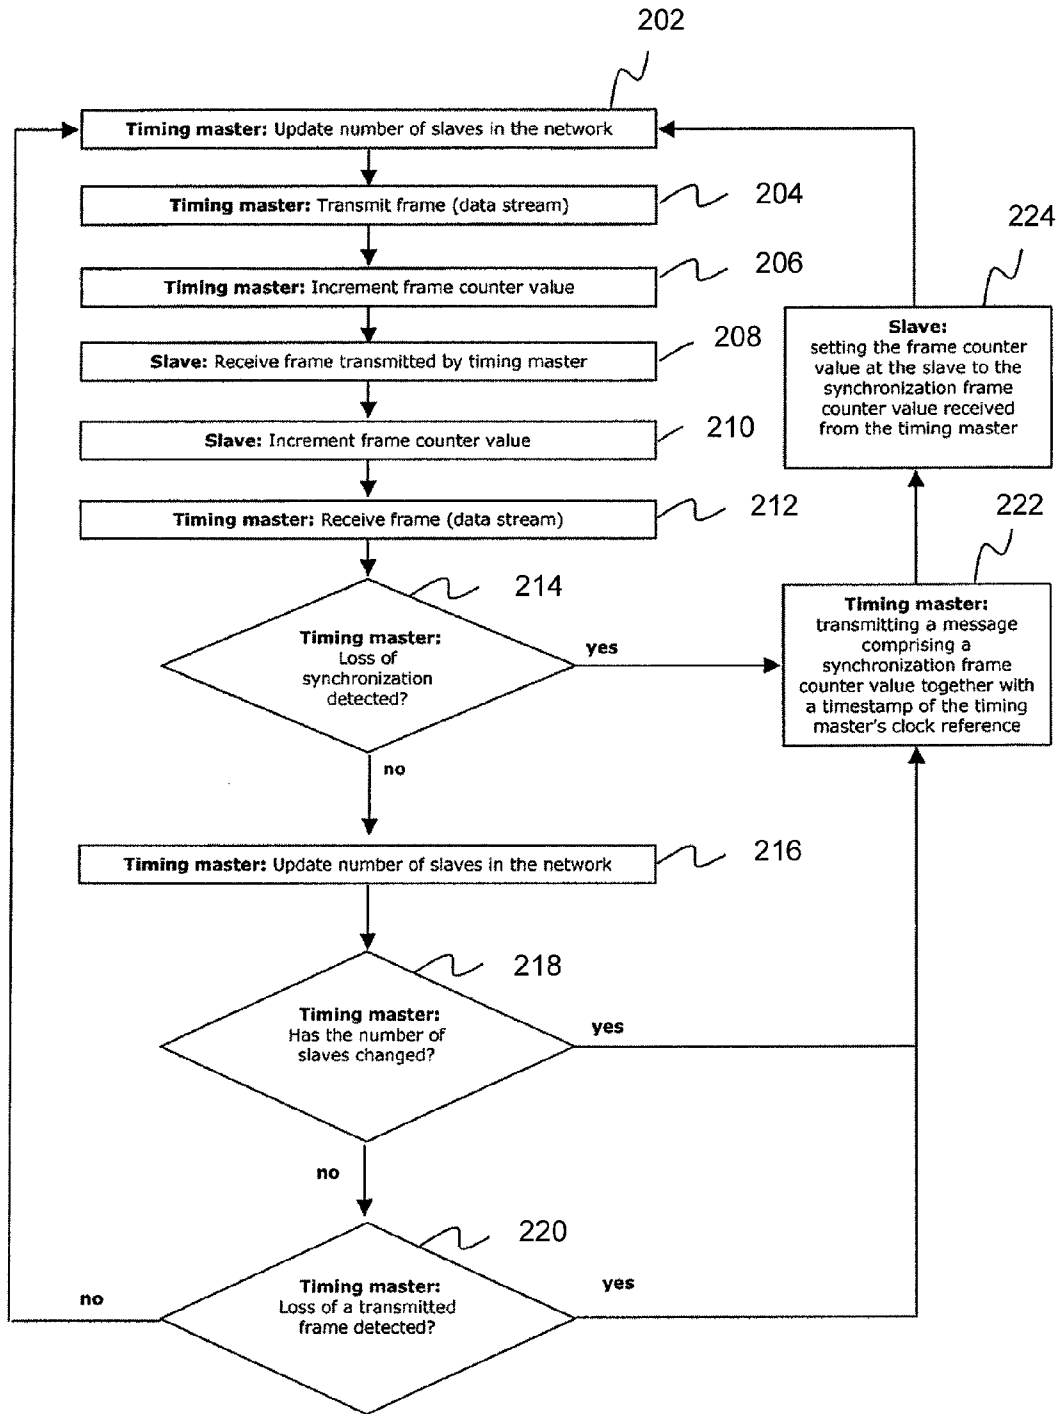 202
Timing master: Update number of slaves in the network
Timing master: Transmit frame (data stream)
204
Timing master: Increment frame counter value
206
Slave: Receive frame transmitted by timing master
208
Slave: Increment frame counter value
210
Timing master: Receive frame (data stream)
212
214
Timing master:
Loss of
synchronization
detected?
yes
no
Timing master: Update number of slaves in the network
216
218
Timing master:
Has the number of
slaves changed?
yes
no
220
Timing master:
Loss of a transmitted
frame detected?
yes
no
222
Timing master:
transmitting a message
comprising a
synchronization frame
counter value together with
a timestamp of the timing
master's clock reference
224
Slave:
setting the frame counter
value at the slave to the
synchronization frame
counter value received
from the timing master